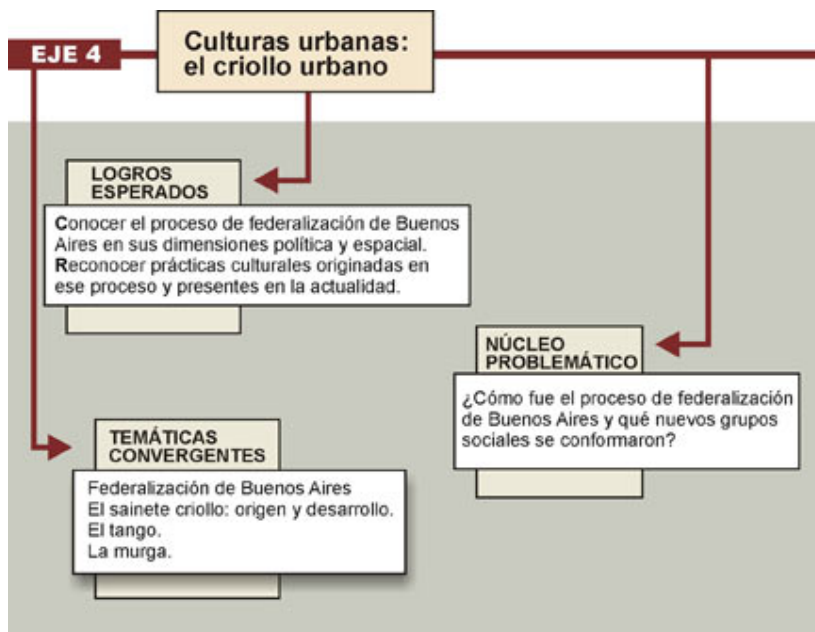 EJE 4
Culturas urbanas:
el criollo urbano
LOGROS
ESPERADOS
Conocer el proceso de federalización de Buenos
Aires en sus dimensiones política y espacial.
Reconocer prácticas culturales originadas en
ese proceso y presentes en la actualidad.
NÚCLEO
PROBLEMÁTICO
¿Cómo fue el proceso de federalización
de Buenos Aires y qué nuevos grupos
sociales se conformaron?
TEMÁTICAS
CONVERGENTES
Federalización de Buenos Aires
El sainete criollo: origen y desarrollo.
El tango.
La murga.